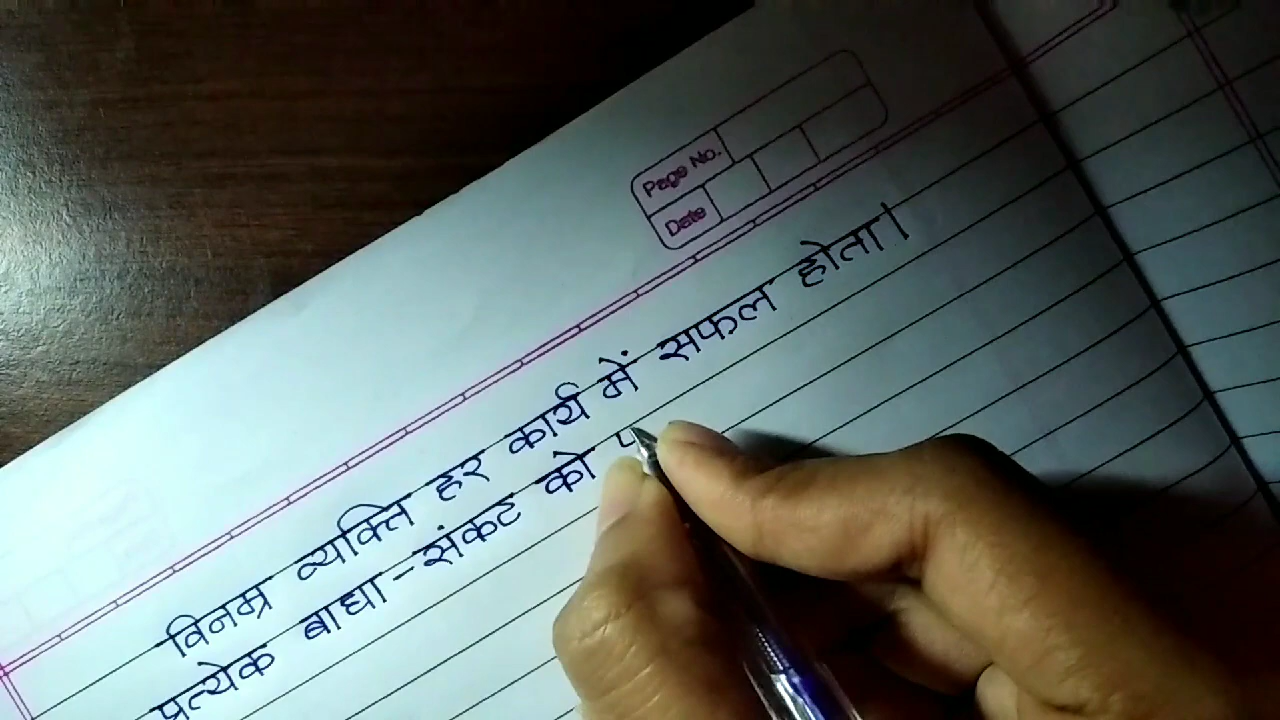 Page No.
Date
विनम्र व्यक्ति हर कार्य में सफल होता।
प्रत्येक बाधा-संकट को